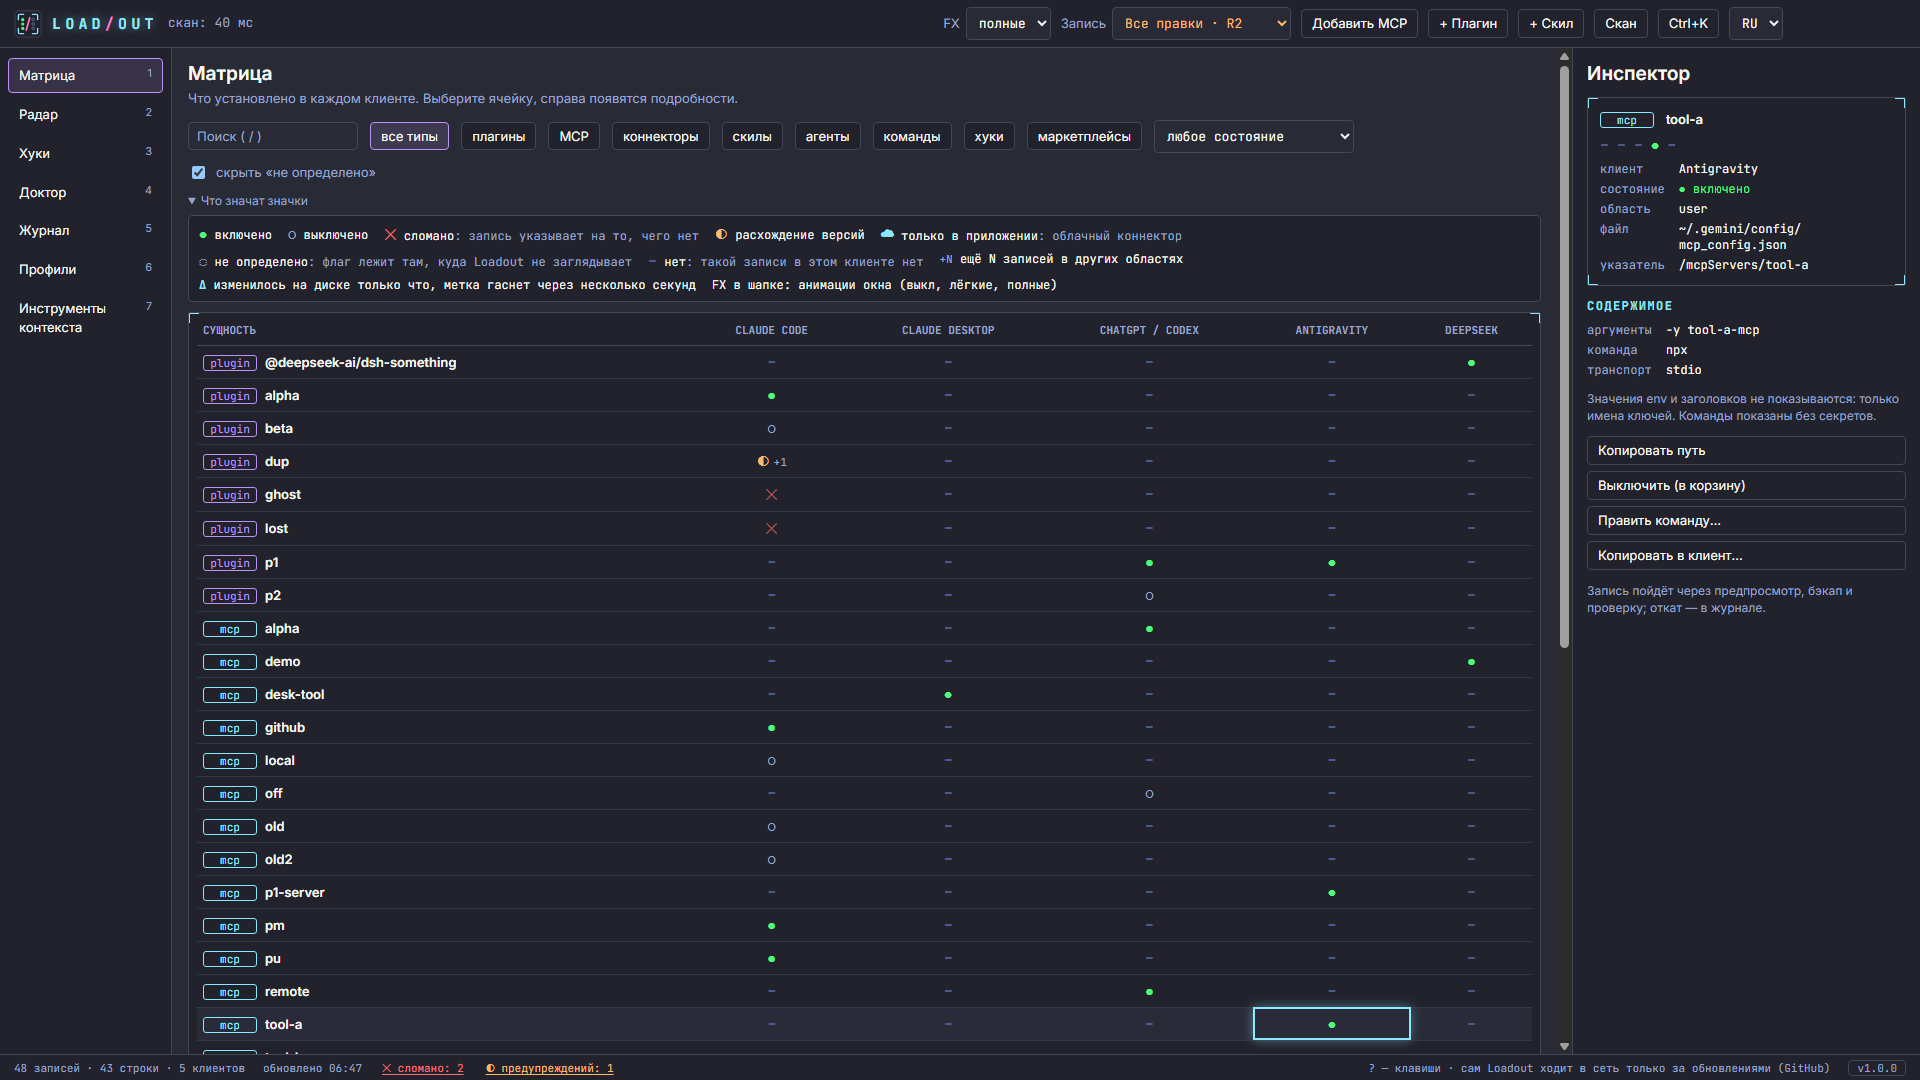 LOAD/OUT скан: 40 мс FX полные Запись Все правки · R2 Добавить MCP + Плагин + Скил Скан Ctrl+K RU
Матрица 1
Радар 2
Хуки 3
Доктор 4
Журнал 5
Профили 6
Инструменты контекста 7
Матрица
Что установлено в каждом клиенте. Выберите ячейку, справа появятся подробности.
Поиск ( / ) все типы плагины MCP коннекторы скилы агенты команды хуки маркетплейсы любое состояние
скрыть «не определено»
▼ Что значат значки
● включено ○ выключено ✕ сломано: запись указывает на то, чего нет ◐ расхождение версий ☁ только в приложении: облачный коннектор
◌ не определено: флаг лежит там, куда Loadout не заглядывает — нет: такой записи в этом клиенте нет +N ещё N записей в других областях
Δ изменилось на диске только что, метка гаснет через несколько секунд FX в шапке: анимации окна (выкл, лёгкие, полные)
СУЩНОСТЬ CLAUDE CODE CLAUDE DESKTOP CHATGPT / CODEX ANTIGRAVITY DEEPSEEK
plugin @deepseek-ai/dsh-something — — — — ●
plugin alpha ● — — — —
plugin beta ○ — — — —
plugin dup ◐ +1 — — — —
plugin ghost ✕ — — — —
plugin lost ✕ — — — —
plugin p1 — — ● ● —
plugin p2 — — ○ — —
mcp alpha — — ● — —
mcp demo — — — — ●
mcp desk-tool — ● — — —
mcp github ● — — — —
mcp local ○ — — — —
mcp off — — ○ — —
mcp old ○ — — — —
mcp old2 ○ — — — —
mcp p1-server — — — ● —
mcp pm ● — — — —
mcp pu ● — — — —
mcp remote — — ● — —
mcp tool-a — — — ● —
Инспектор
mcp tool-a
— — — ● —
клиент Antigravity
состояние ● включено
область user
файл ~/.gemini/config/
mcp_config.json
указатель /mcpServers/tool-a
СОДЕРЖИМОЕ
аргументы -y tool-a-mcp
команда npx
транспорт stdio
Значения env и заголовков не показываются: только
имена ключей. Команды показаны без секретов.
Копировать путь
Выключить (в корзину)
Править команду...
Копировать в клиент...
Запись пойдёт через предпросмотр, бэкап и
проверку; откат — в журнале.
48 записей · 43 строки · 5 клиентов обновлено 06:47 ✕ сломано: 2 ◐ предупреждений: 1 ? — клавиши · сам Loadout ходит в сеть только за обновлениями (GitHub) v1.0.0